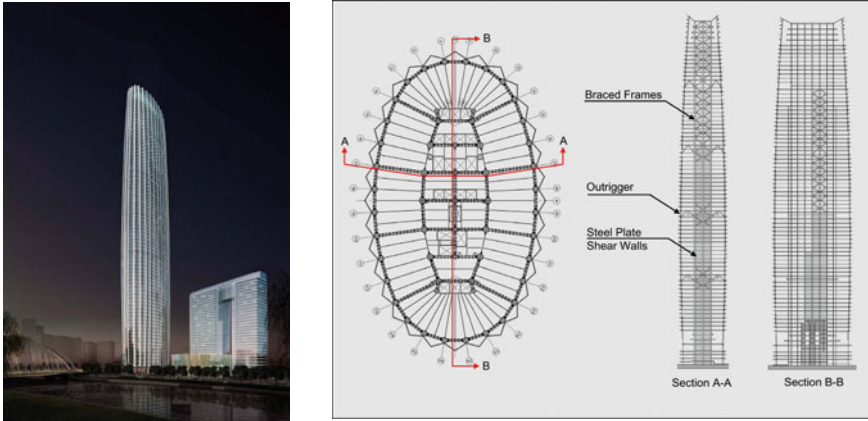 B
A
A
B
Braced Frames
Outrigger
Steel Plate
Shear Walls
Section A-A
Section B-B